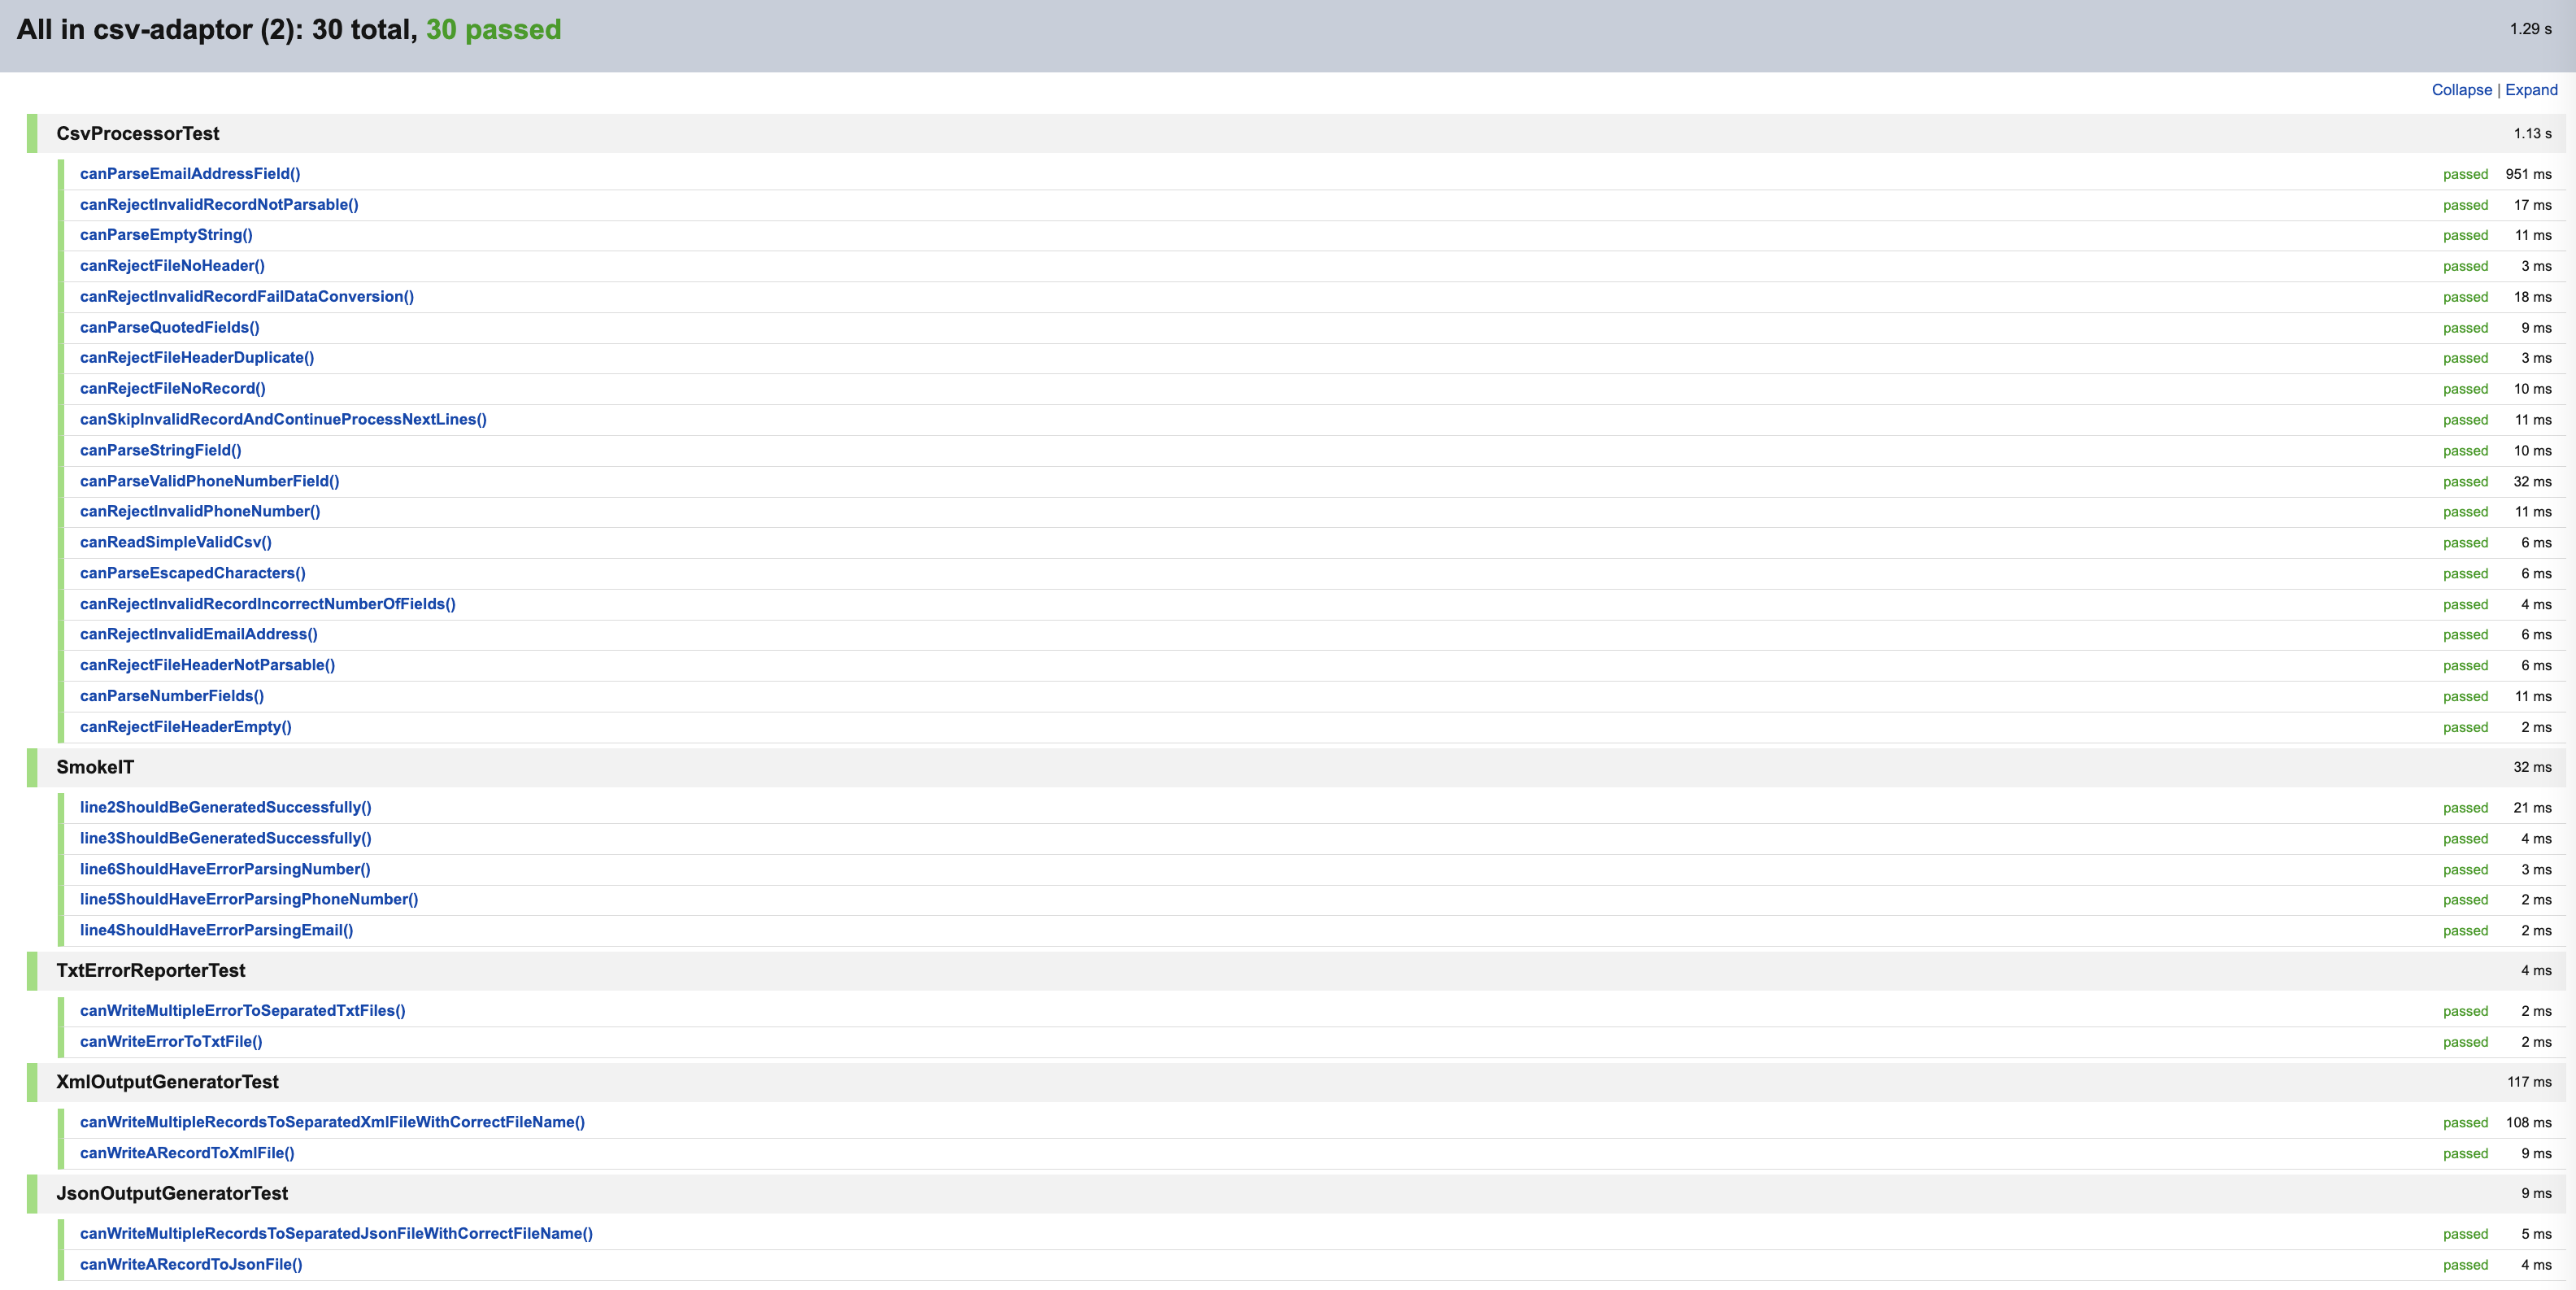 All in csv-adaptor (2): 30 total, 30 passed 1.29 s
Collapse | Expand
CsvProcessorTest 1.13 s
canParseEmailAddressField() passed 951 ms
canRejectInvalidRecordNotParsable() passed 17 ms
canParseEmptyString() passed 11 ms
canRejectFileNoHeader() passed 3 ms
canRejectInvalidRecordFailDataConversion() passed 18 ms
canParseQuotedFields() passed 9 ms
canRejectFileHeaderDuplicate() passed 3 ms
canRejectFileNoRecord() passed 10 ms
canSkipInvalidRecordAndContinueProcessNextLines() passed 11 ms
canParseStringField() passed 10 ms
canParseValidPhoneNumberField() passed 32 ms
canRejectInvalidPhoneNumber() passed 11 ms
canReadSimpleValidCsv() passed 6 ms
canParseEscapedCharacters() passed 6 ms
canRejectInvalidRecordIncorrectNumberOfFields() passed 4 ms
canRejectInvalidEmailAddress() passed 6 ms
canRejectFileHeaderNotParsable() passed 6 ms
canParseNumberFields() passed 11 ms
canRejectFileHeaderEmpty() passed 2 ms
SmokeIT 32 ms
line2ShouldBeGeneratedSuccessfully() passed 21 ms
line3ShouldBeGeneratedSuccessfully() passed 4 ms
line6ShouldHaveErrorParsingNumber() passed 3 ms
line5ShouldHaveErrorParsingPhoneNumber() passed 2 ms
line4ShouldHaveErrorParsingEmail() passed 2 ms
TxtErrorReporterTest 4 ms
canWriteMultipleErrorToSeparatedTxtFiles() passed 2 ms
canWriteErrorToTxtFile() passed 2 ms
XmlOutputGeneratorTest 117 ms
canWriteMultipleRecordsToSeparatedXmlFileWithCorrectFileName() passed 108 ms
canWriteARecordToXmlFile() passed 9 ms
JsonOutputGeneratorTest 9 ms
canWriteMultipleRecordsToSeparatedJsonFileWithCorrectFileName() passed 5 ms
canWriteARecordToJsonFile() passed 4 ms